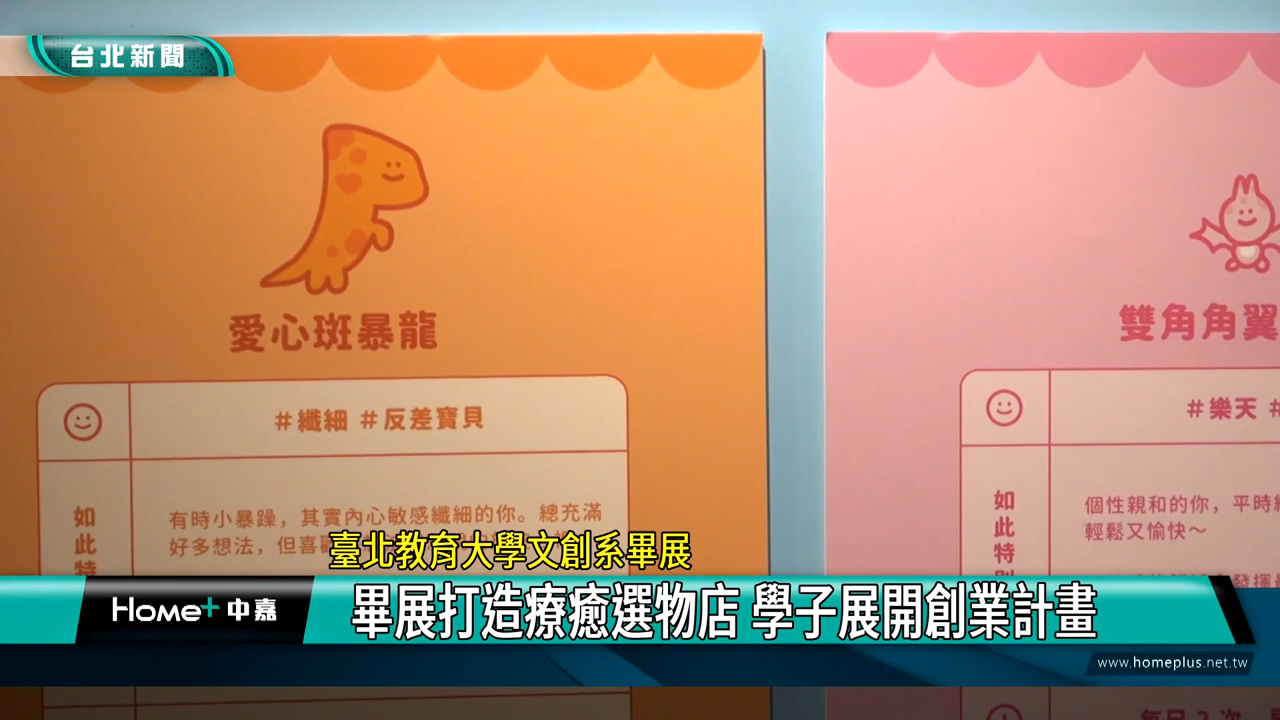 台北新聞
愛心斑暴龍
#纖細 #反差寶貝
如此特
有時小暴躁，其實內心敏感纖細的你。總充滿
好多想法，但喜
雙角角翼
#樂天 #
如此特別
個性親和的你，平時
輕鬆又愉快～
發揮
臺北教育大學文創系畢展
Home+ 中嘉
畢展打造療癒選物店 學子展開創業計畫
www.homeplus.net.tw